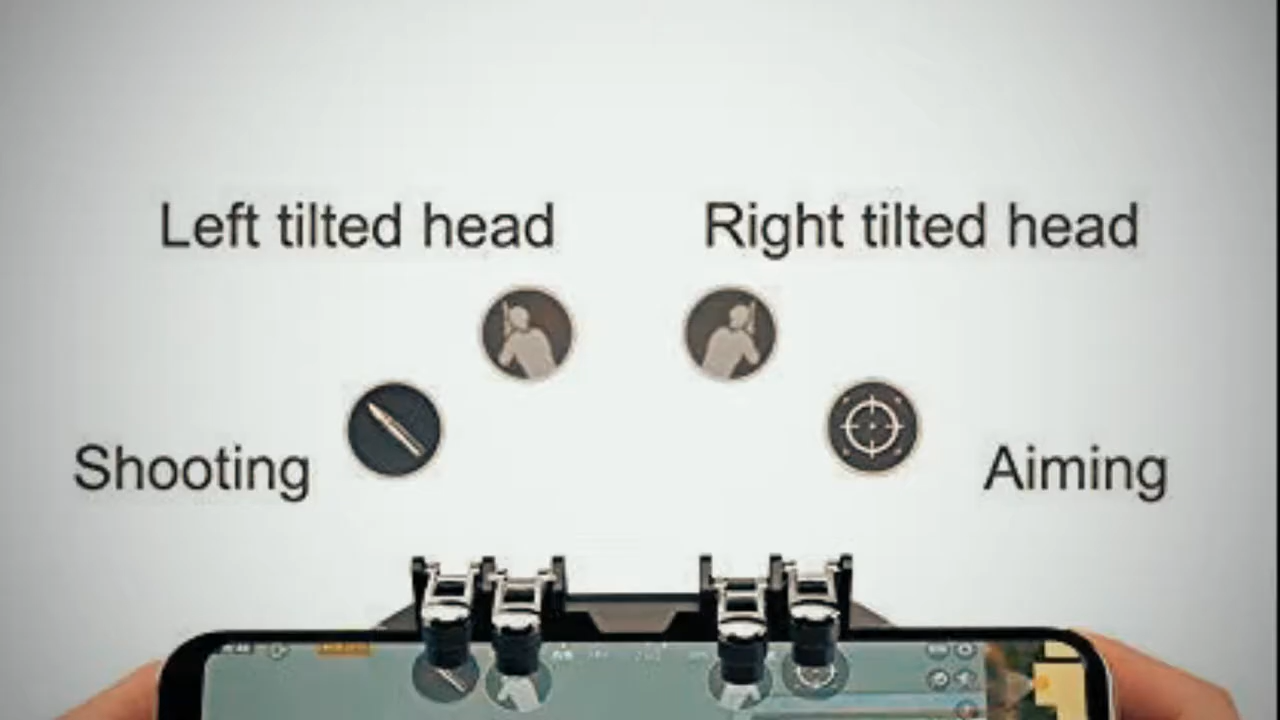 Left tilted head
Right tilted head
Shooting
Aiming